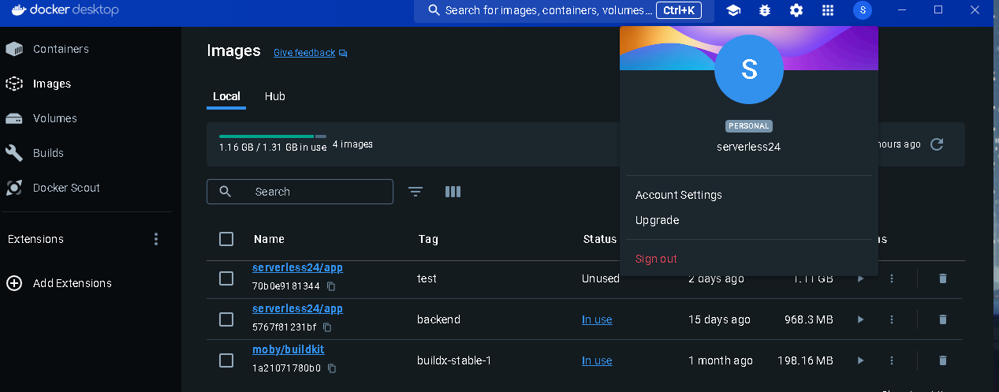 docker desktop
Search for images, containers, volumes... Ctrl+K
S
Containers
Images
Volumes
Builds
Docker Scout
Extensions
Add Extensions
Images Give feedback
Local Hub
1.16 GB / 1.31 GB in use 4 images
hours ago
Search
Name Tag Status
serverless24/app
70b0e9181344
test Unused 2 days ago 1.11 GB
serverless24/app
5767f81231bf
backend In use 15 days ago 968.3 MB
moby/buildkit
1a21071780b0
buildx-stable-1 In use 1 month ago 198.16 MB
S
PERSONAL
serverless24
Account Settings
Upgrade
Sign out